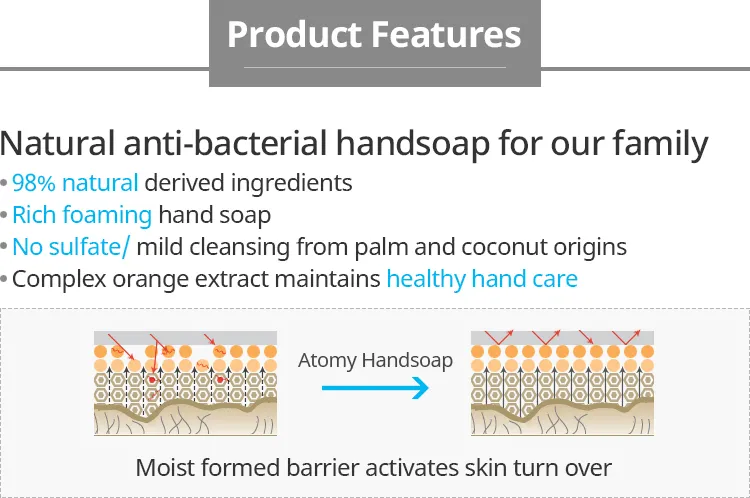 Product Features
Natural anti-bacterial handsoap for our family
• 98% natural derived ingredients
• Rich foaming hand soap
• No sulfate/ mild cleansing from palm and coconut origins
• Complex orange extract maintains healthy hand care
Atomy Handsoap
Moist formed barrier activates skin turn over